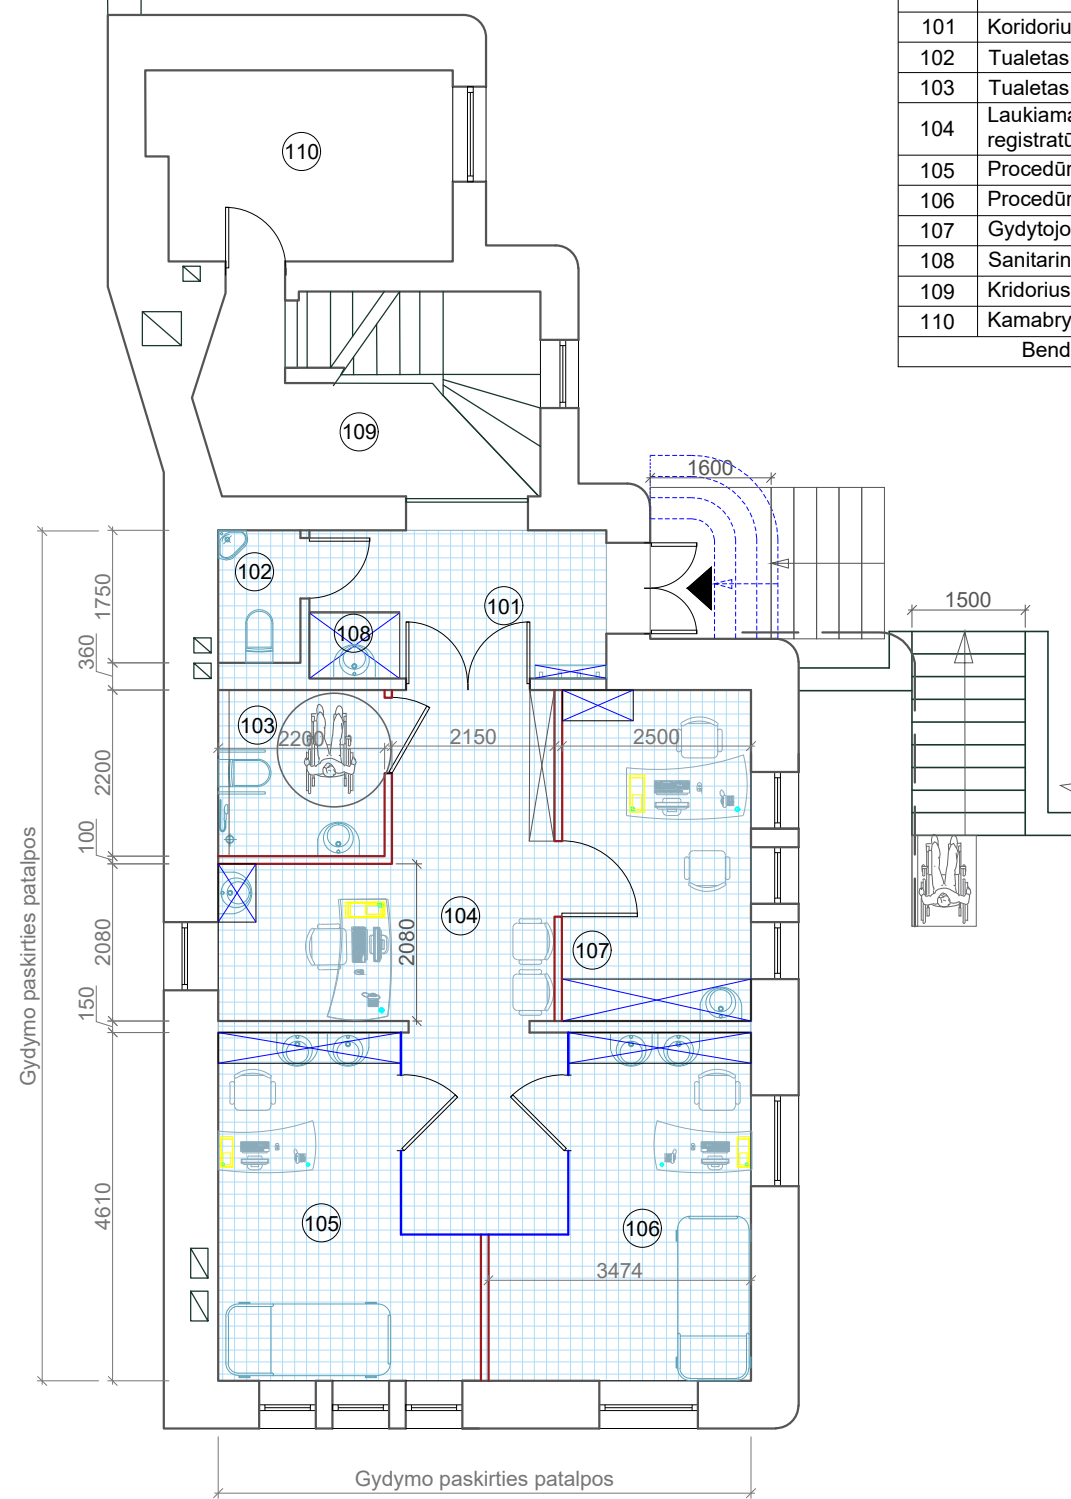 101 Koridoriu
102 Tualetas
103 Tualetas
104 Laukiama
registratū
105 Procedūr
106 Procedūr
107 Gydytojo
108 Sanitarin
109 Kridorius
110 Kamabry
Bend
110
109
1600
102
101
108
1500
1750
360
103
2200
2150
2500
2200
100
104
107
2080
2080
150
Gydymo paskirties patalpos
4610
105
106
3474
Gydymo paskirties patalpos